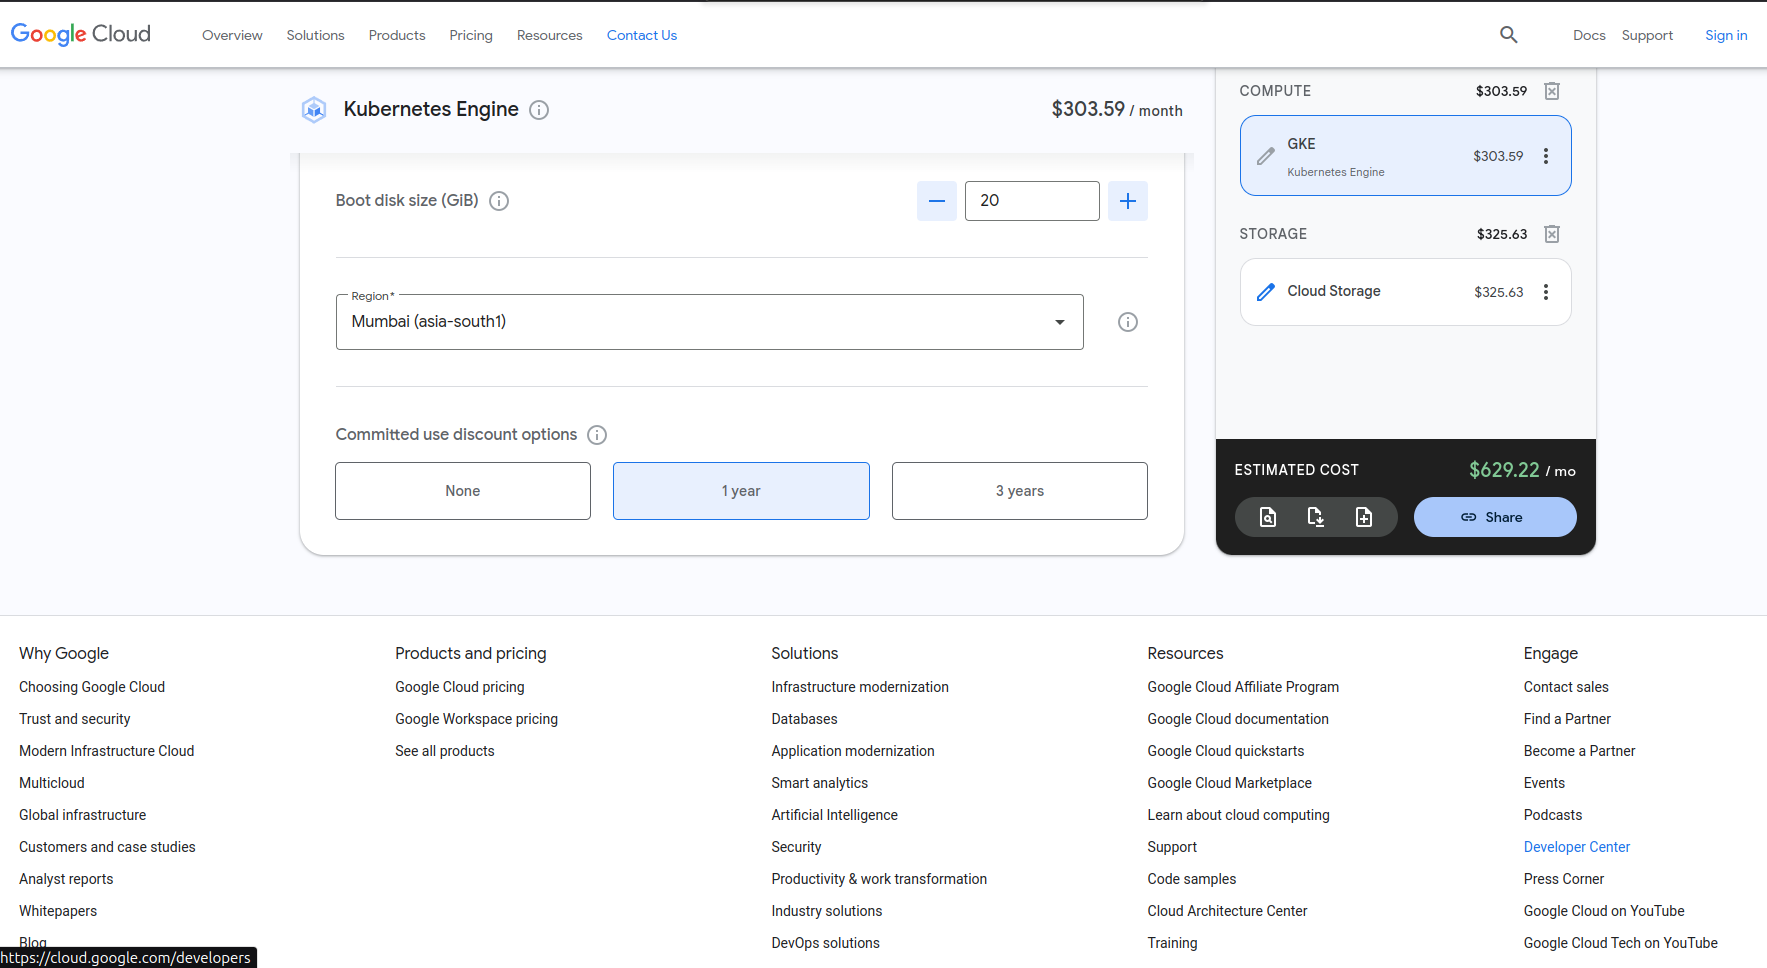 Google Cloud
Overview
Solutions
Products
Pricing
Resources
Contact Us
Docs
Support
Sign in
Kubernetes Engine
$303.59 / month
Boot disk size (GiB)
20
Region*
Mumbai (asia-south1)
Committed use discount options
None
1 year
3 years
COMPUTE
$303.59
GKE
Kubernetes Engine
$303.59
STORAGE
$325.63
Cloud Storage
$325.63
ESTIMATED COST
$629.22 / mo
Share
Why Google
Choosing Google Cloud
Trust and security
Modern Infrastructure Cloud
Multicloud
Global infrastructure
Customers and case studies
Analyst reports
Whitepapers
Blog
Products and pricing
Google Cloud pricing
Google Workspace pricing
See all products
Solutions
Infrastructure modernization
Databases
Application modernization
Smart analytics
Artificial Intelligence
Security
Productivity & work transformation
Industry solutions
DevOps solutions
Resources
Google Cloud Affiliate Program
Google Cloud documentation
Google Cloud quickstarts
Google Cloud Marketplace
Learn about cloud computing
Support
Code samples
Cloud Architecture Center
Training
Engage
Contact sales
Find a Partner
Become a Partner
Events
Podcasts
Developer Center
Press Corner
Google Cloud on YouTube
Google Cloud Tech on YouTube
https://cloud.google.com/developers